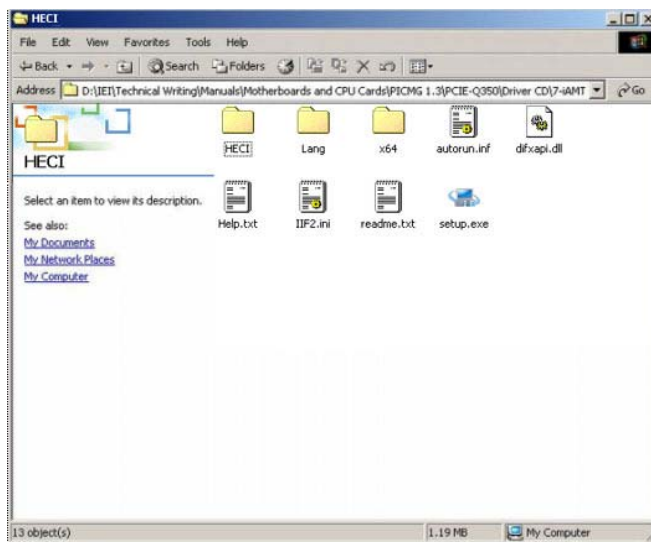 HECI
File Edit View Favorites Tools Help
Back Search Folders
Address D:\IEI\Technical Writing\Manuals\Motherboards and CPU Cards\PICMG 1.3\PCIE-Q350\Driver CD\7-iAMT Go
HECI
Select an item to view its description.
See also:
My Documents
My Network Places
My Computer
HECI Lang x64 autorun.inf difxapi.dll
Help.txt IIF2.ini readme.txt setup.exe
13 object(s) 1.19 MB My Computer